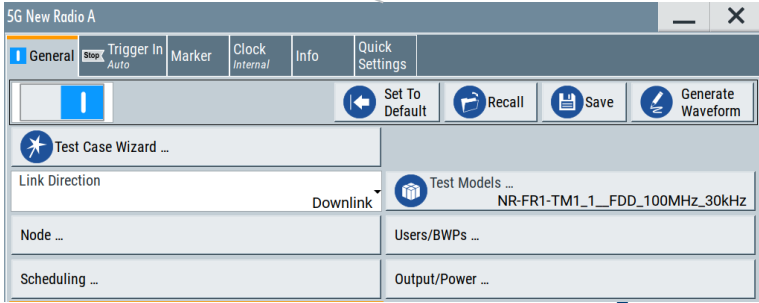 5G New Radio A
General
Stop Trigger In
Auto
Marker
Clock
Internal
Info
Quick
Settings
Set To
Default
Recall
Save
Generate
Waveform
Test Case Wizard ...
Link Direction
Downlink
Test Models ...
NR-FR1-TM1_1__FDD_100MHz_30kHz
Node ...
Users/BWPs ...
Scheduling ...
Output/Power ...